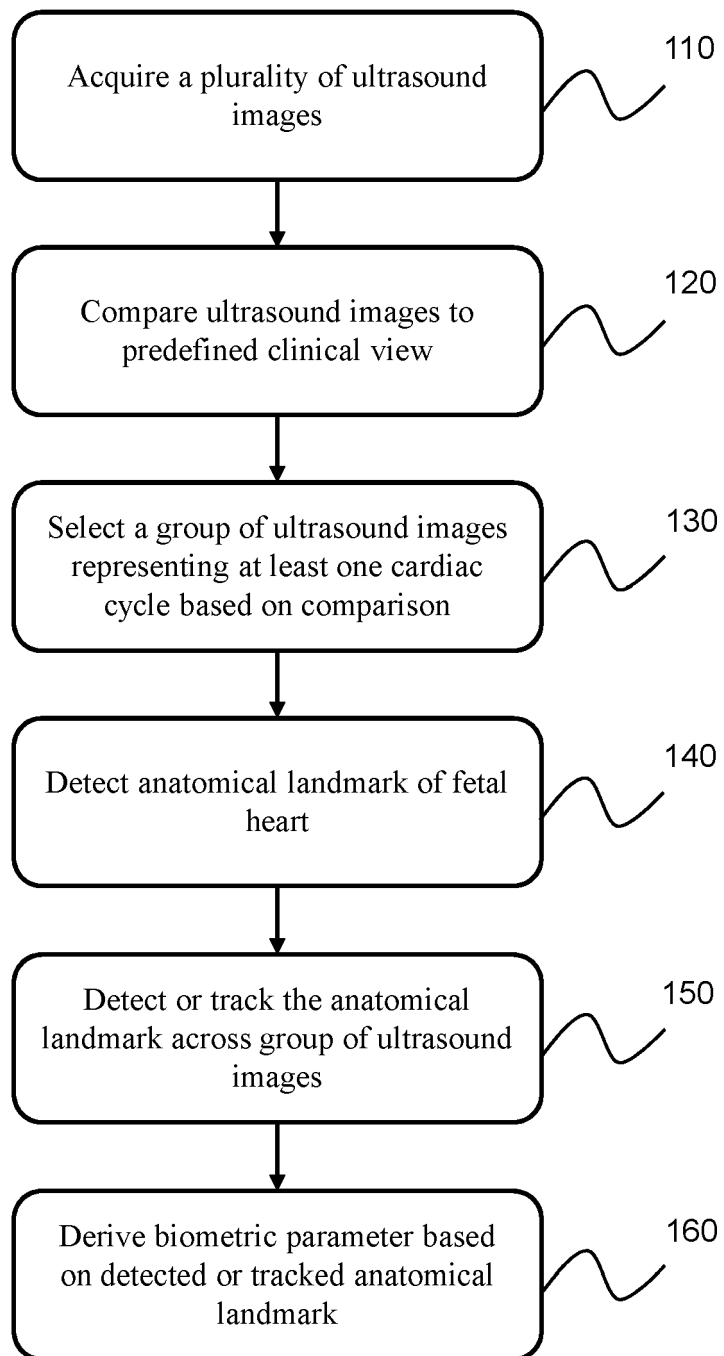 110
Acquire a plurality of ultrasound
images
120
Compare ultrasound images to
predefined clinical view
130
Select a group of ultrasound images
representing at least one cardiac
cycle based on comparison
140
Detect anatomical landmark of fetal
heart
150
Detect or track the anatomical
landmark across group of ultrasound
images
160
Derive biometric parameter based
on detected or tracked anatomical
landmark